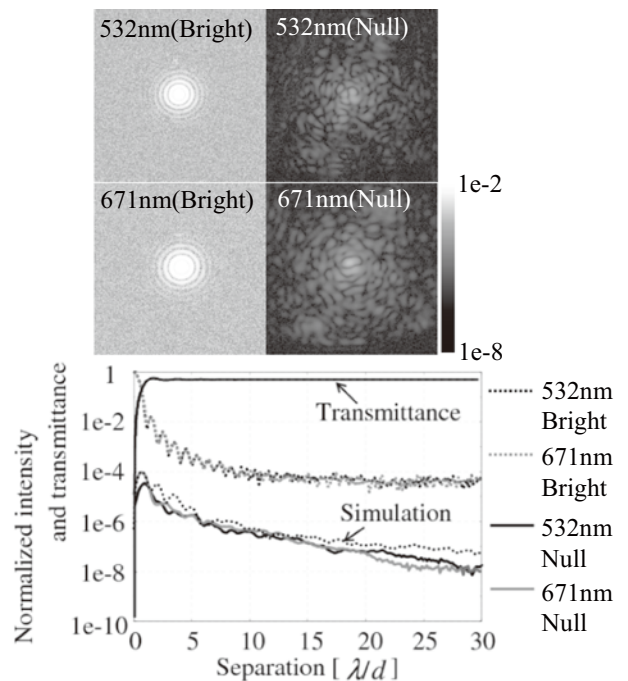 532nm(Bright)
532nm(Null)
671nm(Bright)
671nm(Null)
1e-2
1e-8
Normalized intensity
and transmittance
1
1e-2
1e-4
1e-6
1e-8
1e-10
Transmittance
Simulation
0
5
10
15
20
25
30
Separation [ λ/d ]
532nm
Bright
671nm
Bright
532nm
Null
671nm
Null